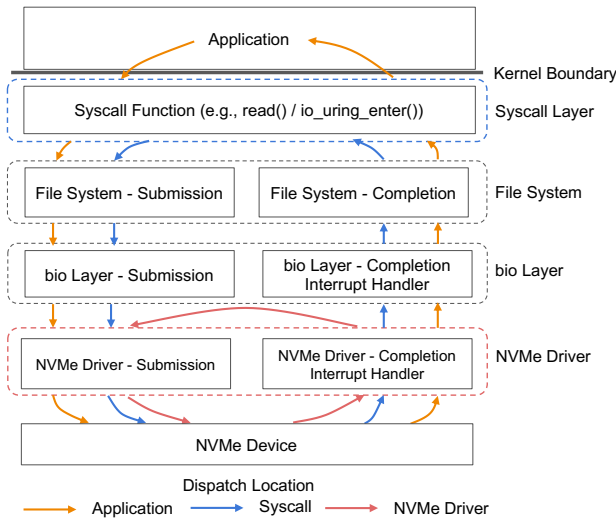 Application
Kernel Boundary
Syscall Function (e.g., read() / io_uring_enter())
Syscall Layer
File System - Submission
File System - Completion
File System
bio Layer - Submission
bio Layer - Completion
Interrupt Handler
bio Layer
NVMe Driver - Submission
NVMe Driver - Completion
Interrupt Handler
NVMe Driver
NVMe Device
Dispatch Location
Application
Syscall
NVMe Driver